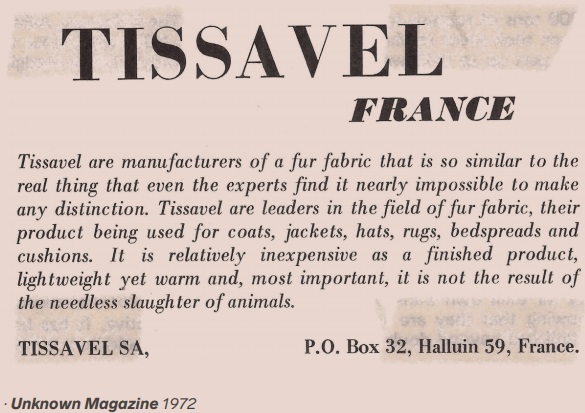 TISSAVEL
FRANCE
Tissavel are manufacturers of a fur fabric that is so similar to the
real thing that even the experts find it nearly impossible to make
any distinction. Tissavel are leaders in the field of fur fabric, their
product being used for coats, jackets, hats, rugs, bedspreads and
cushions. It is relatively inexpensive as a finished product,
lightweight yet warm and, most important, it is not the result of
the needless slaughter of animals.
TISSAVEL SA, P.O. Box 32, Halluin 59, France.
· Unknown Magazine 1972